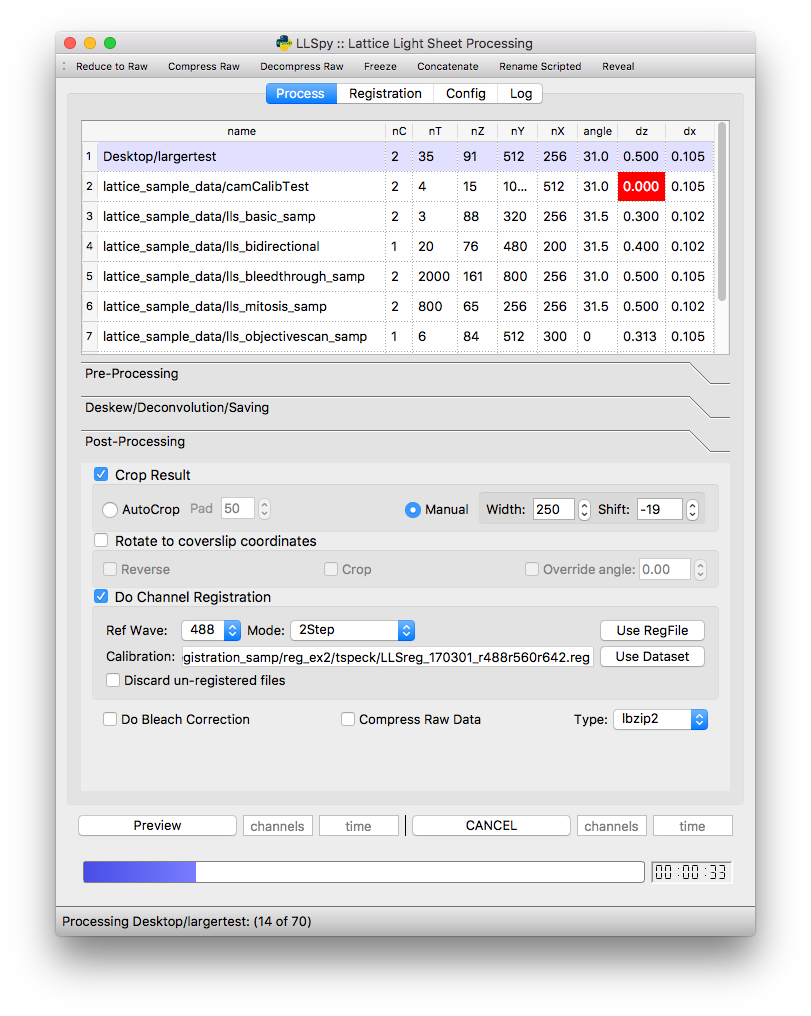 LLSpy :: Lattice Light Sheet Processing
Reduce to Raw Compress Raw Decompress Raw Freeze Concatenate Rename Scripted Reveal
Process Registration Config Log
name nC nT nZ nY nX angle dz dx
1 Desktop/largertest 2 35 91 512 256 31.0 0.500 0.105
2 lattice_sample_data/camCalibTest 2 4 15 10... 512 31.0 0.000 0.105
3 lattice_sample_data/lls_basic_samp 2 3 88 320 256 31.5 0.300 0.102
4 lattice_sample_data/lls_bidirectional 1 20 76 480 200 31.5 0.400 0.102
5 lattice_sample_data/lls_bleedthrough_samp 2 2000 161 800 256 31.0 0.500 0.105
6 lattice_sample_data/lls_mitosis_samp 2 800 65 256 256 31.5 0.500 0.102
7 lattice_sample_data/lls_objectivescan_samp 1 6 84 512 300 0 0.313 0.105
Pre-Processing
Deskew/Deconvolution/Saving
Post-Processing
Crop Result
AutoCrop Pad 50 Manual Width: 250 Shift: -19
Rotate to coverslip coordinates
Reverse Crop Override angle: 0.00
Do Channel Registration
Ref Wave: 488 Mode: 2Step Use RegFile
Calibration: gistration_samp/reg_ex2/tspeck/LLSreg_170301_r488r560r642.reg Use Dataset
Discard un-registered files
Do Bleach Correction Compress Raw Data Type: lbzip2
Preview channels time CANCEL channels time
00:00:33
Processing Desktop/largertest: (14 of 70)